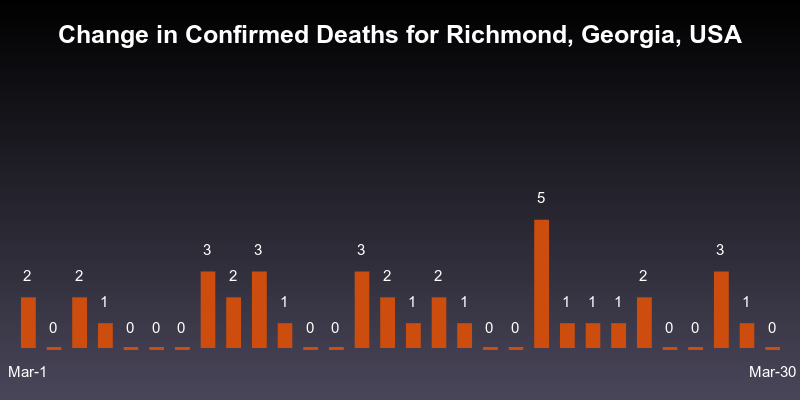 Change in Confirmed Deaths for Richmond, Georgia, USA
2 0 2 1 0 0 0 3 2 3 1 0 0 3 2 1 2 1 0 0 5 1 1 1 2 0 0 3 1 0
Mar-1 Mar-30